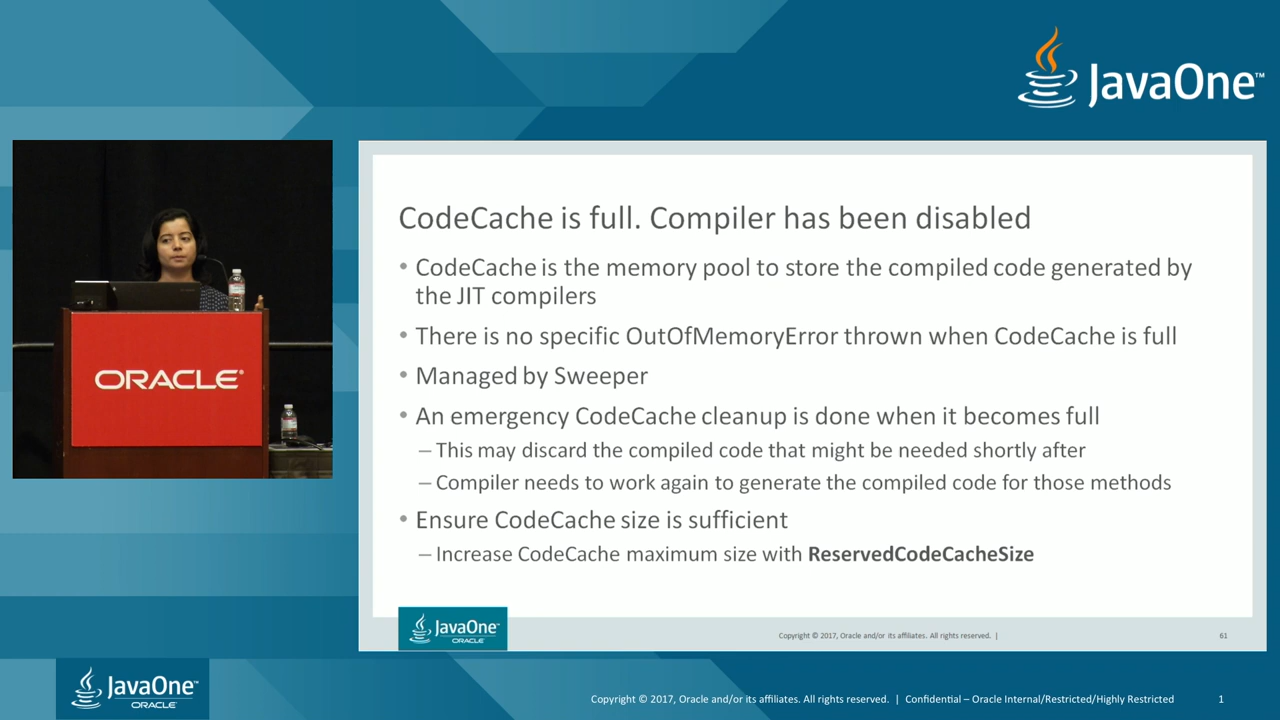 JavaOne™
CodeCache is full. Compiler has been disabled
• CodeCache is the memory pool to store the compiled code generated by
the JIT compilers
• There is no specific OutOfMemoryError thrown when CodeCache is full
• Managed by Sweeper
• An emergency CodeCache cleanup is done when it becomes full
– This may discard the compiled code that might be needed shortly after
– Compiler needs to work again to generate the compiled code for those methods
• Ensure CodeCache size is sufficient
– Increase CodeCache maximum size with ReservedCodeCacheSize
ORACLE®
JavaOne™
ORACLE
Copyright © 2017, Oracle and/or its affiliates. All rights reserved. |
61
JavaOne™
ORACLE
Copyright © 2017, Oracle and/or its affiliates. All rights reserved. | Confidential – Oracle Internal/Restricted/Highly Restricted
1